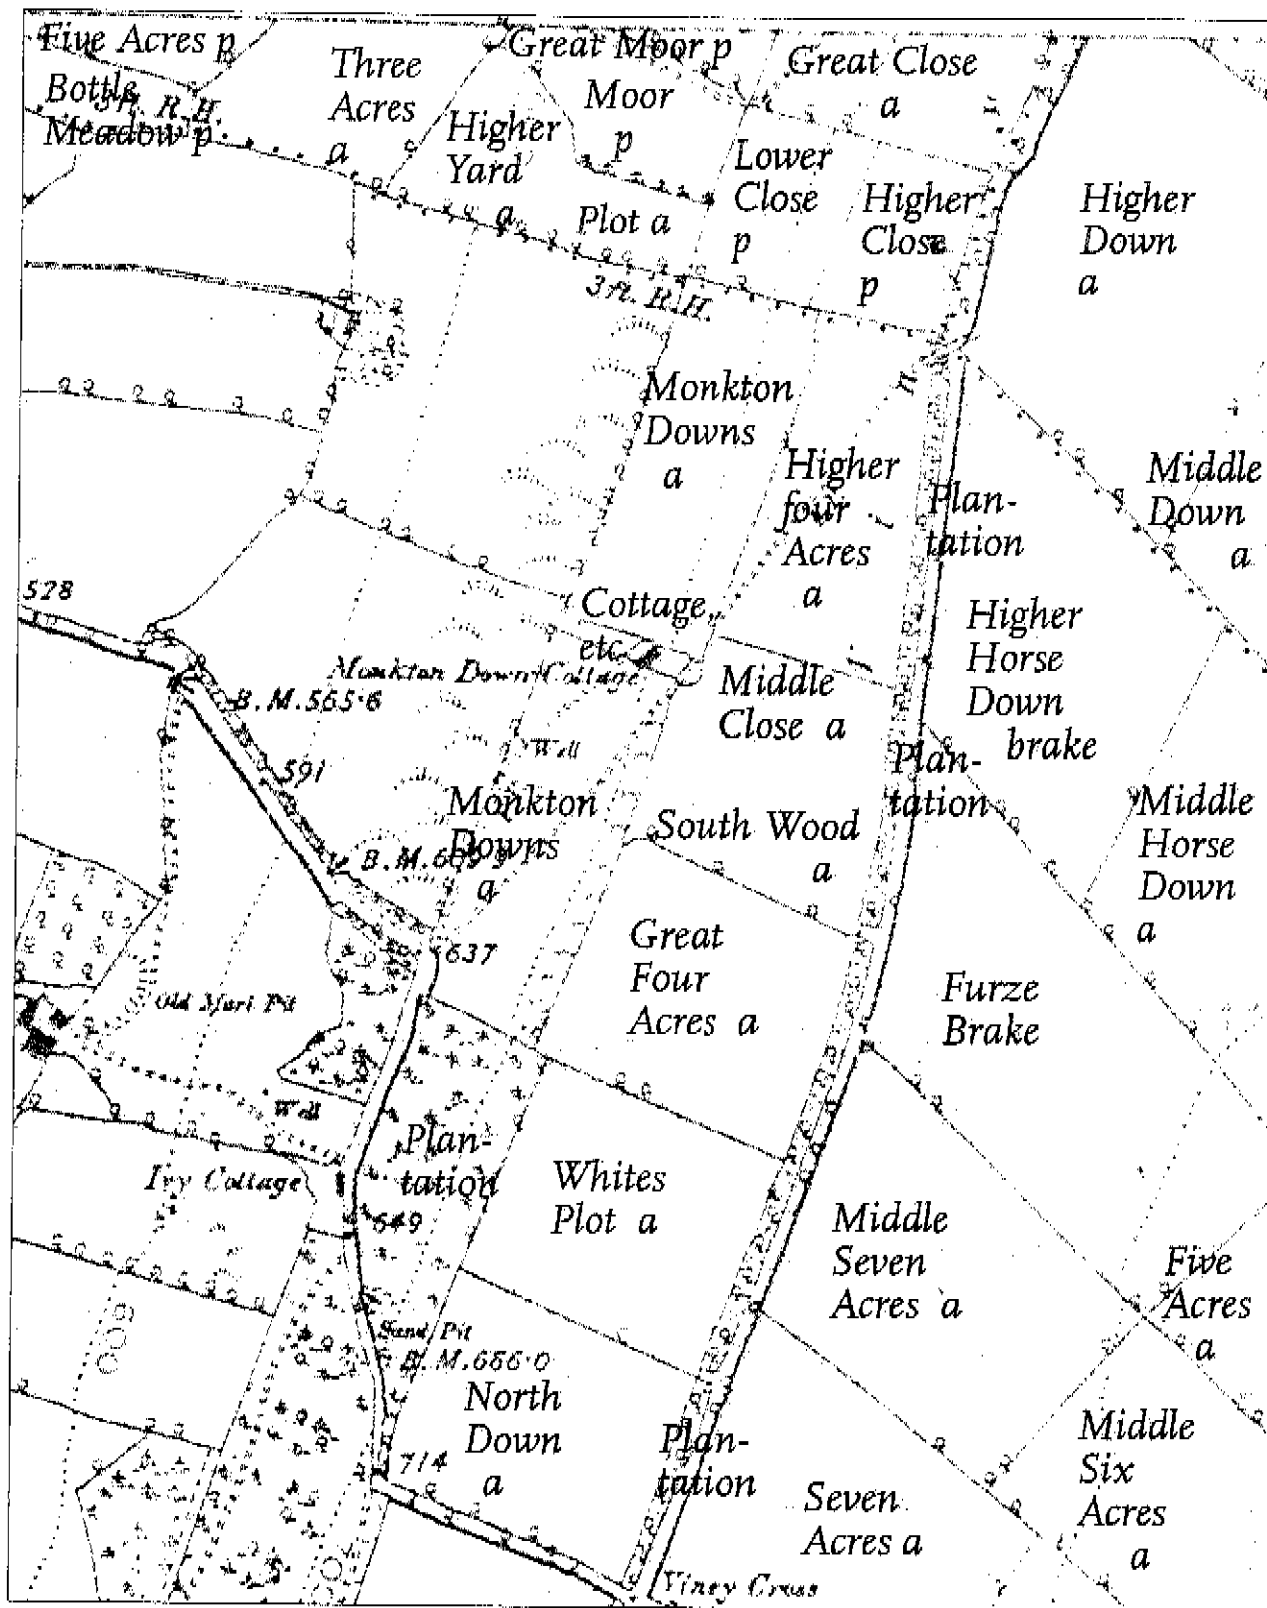 Five Acres p
Bottle
Meadow p
3ft. R.H.
Three
Acres
a
Great Moor p
Moor
p
Great Close
a
Higher
Yard
a
Plot a
Lower
Close
p
Higher
Close
p
Higher
Down
a
3ft. R.H.
Monkton
Downs
a
Higher
four
Acres
a
Plan-
tation
Middle
Down
a
528
Cottage
etc
Monkton Down Cottage
Higher
Horse
Down
brake
B.M.565·6
Middle
Close a
Well
591
Plan-
tation
Monkton
Downs
a
South Wood
a
Middle
Horse
Down
a
637
Great
Four
Acres a
Furze
Brake
Old Marl Pit
Well
Plan-
tation
Ivy Cottage
Whites
Plot a
649
Middle
Seven
Acres a
Five
Acres
a
600
Sand Pit
B.M.686·0
North
Down
a
Plan-
tation
Middle
Six
Acres
a
714
Seven
Acres a
700
Viney Cross